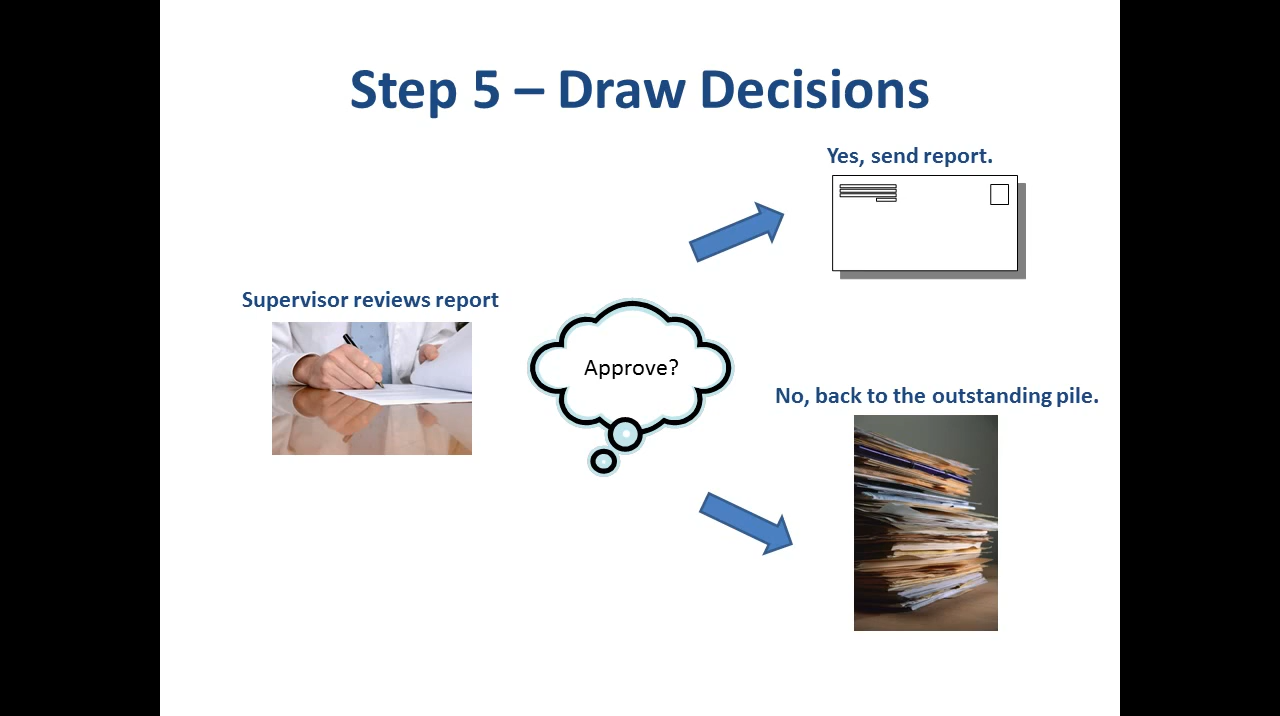 Step 5 – Draw Decisions
Yes, send report.
Supervisor reviews report
Approve?
No, back to the outstanding pile.